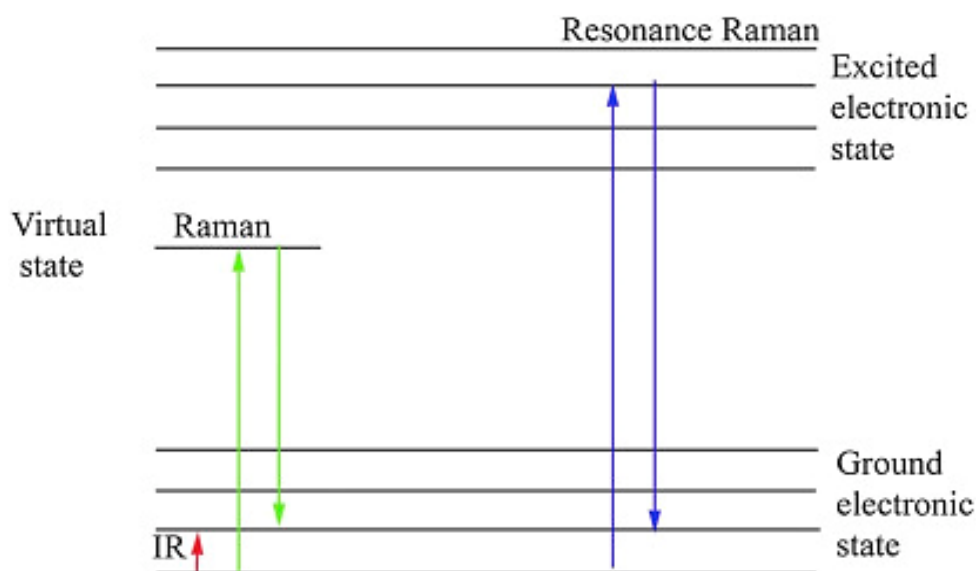 Resonance Raman
Excited
electronic
state
Virtual
state
Raman
Ground
electronic
state
IR